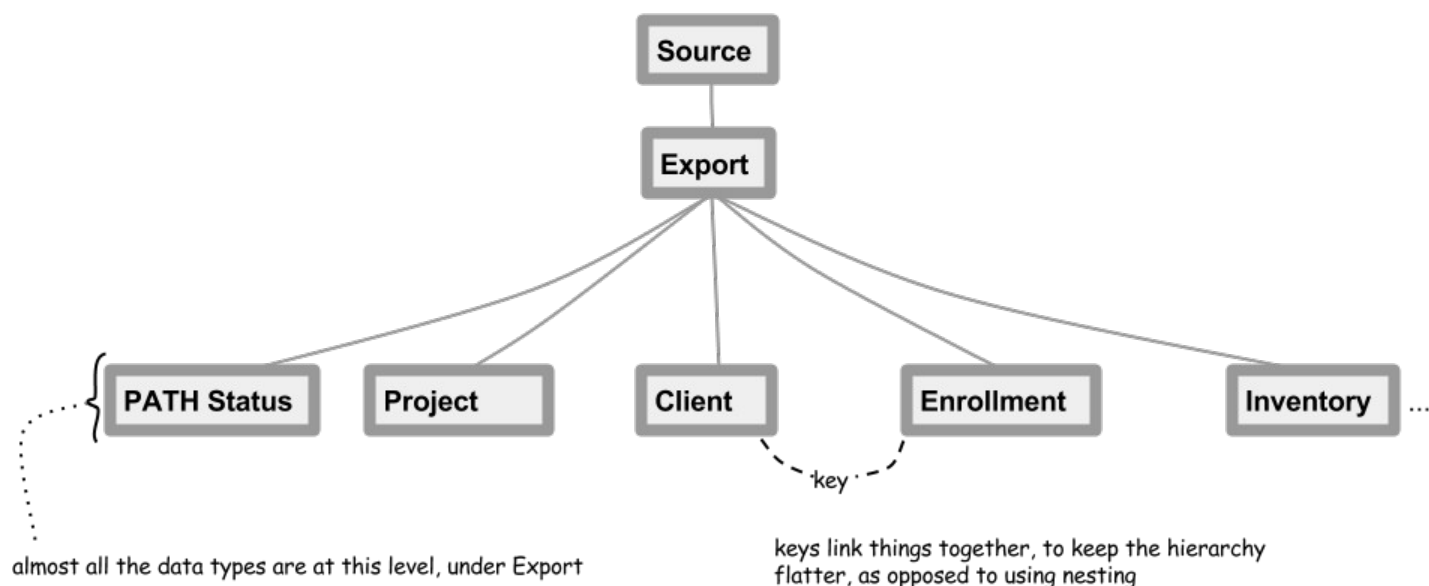 Source
Export
PATH Status
Project
Client
Enrollment
Inventory
...
key
almost all the data types are at this level, under Export
keys link things together, to keep the hierarchy
flatter, as opposed to using nesting